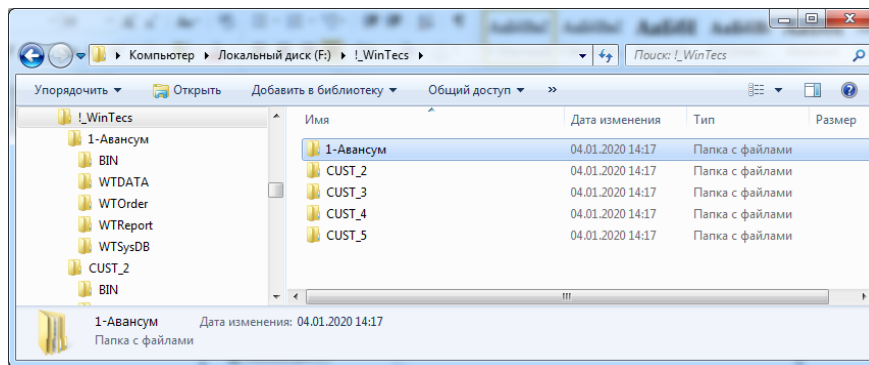 Компьютер ▸ Локальный диск (F:) ▸ !_WinTecs ▸ Поиск: !_WinTecs
Упорядочить Открыть Добавить в библиотеку Общий доступ »
!_WinTecs
1-Авансум
BIN
WTDATA
WTOrder
WTReport
WTSysDB
CUST_2
BIN
Имя Дата изменения Тип Размер
1-Авансум 04.01.2020 14:17 Папка с файлами
CUST_2 04.01.2020 14:17 Папка с файлами
CUST_3 04.01.2020 14:17 Папка с файлами
CUST_4 04.01.2020 14:17 Папка с файлами
CUST_5 04.01.2020 14:17 Папка с файлами
1-Авансум Дата изменения: 04.01.2020 14:17
Папка с файлами